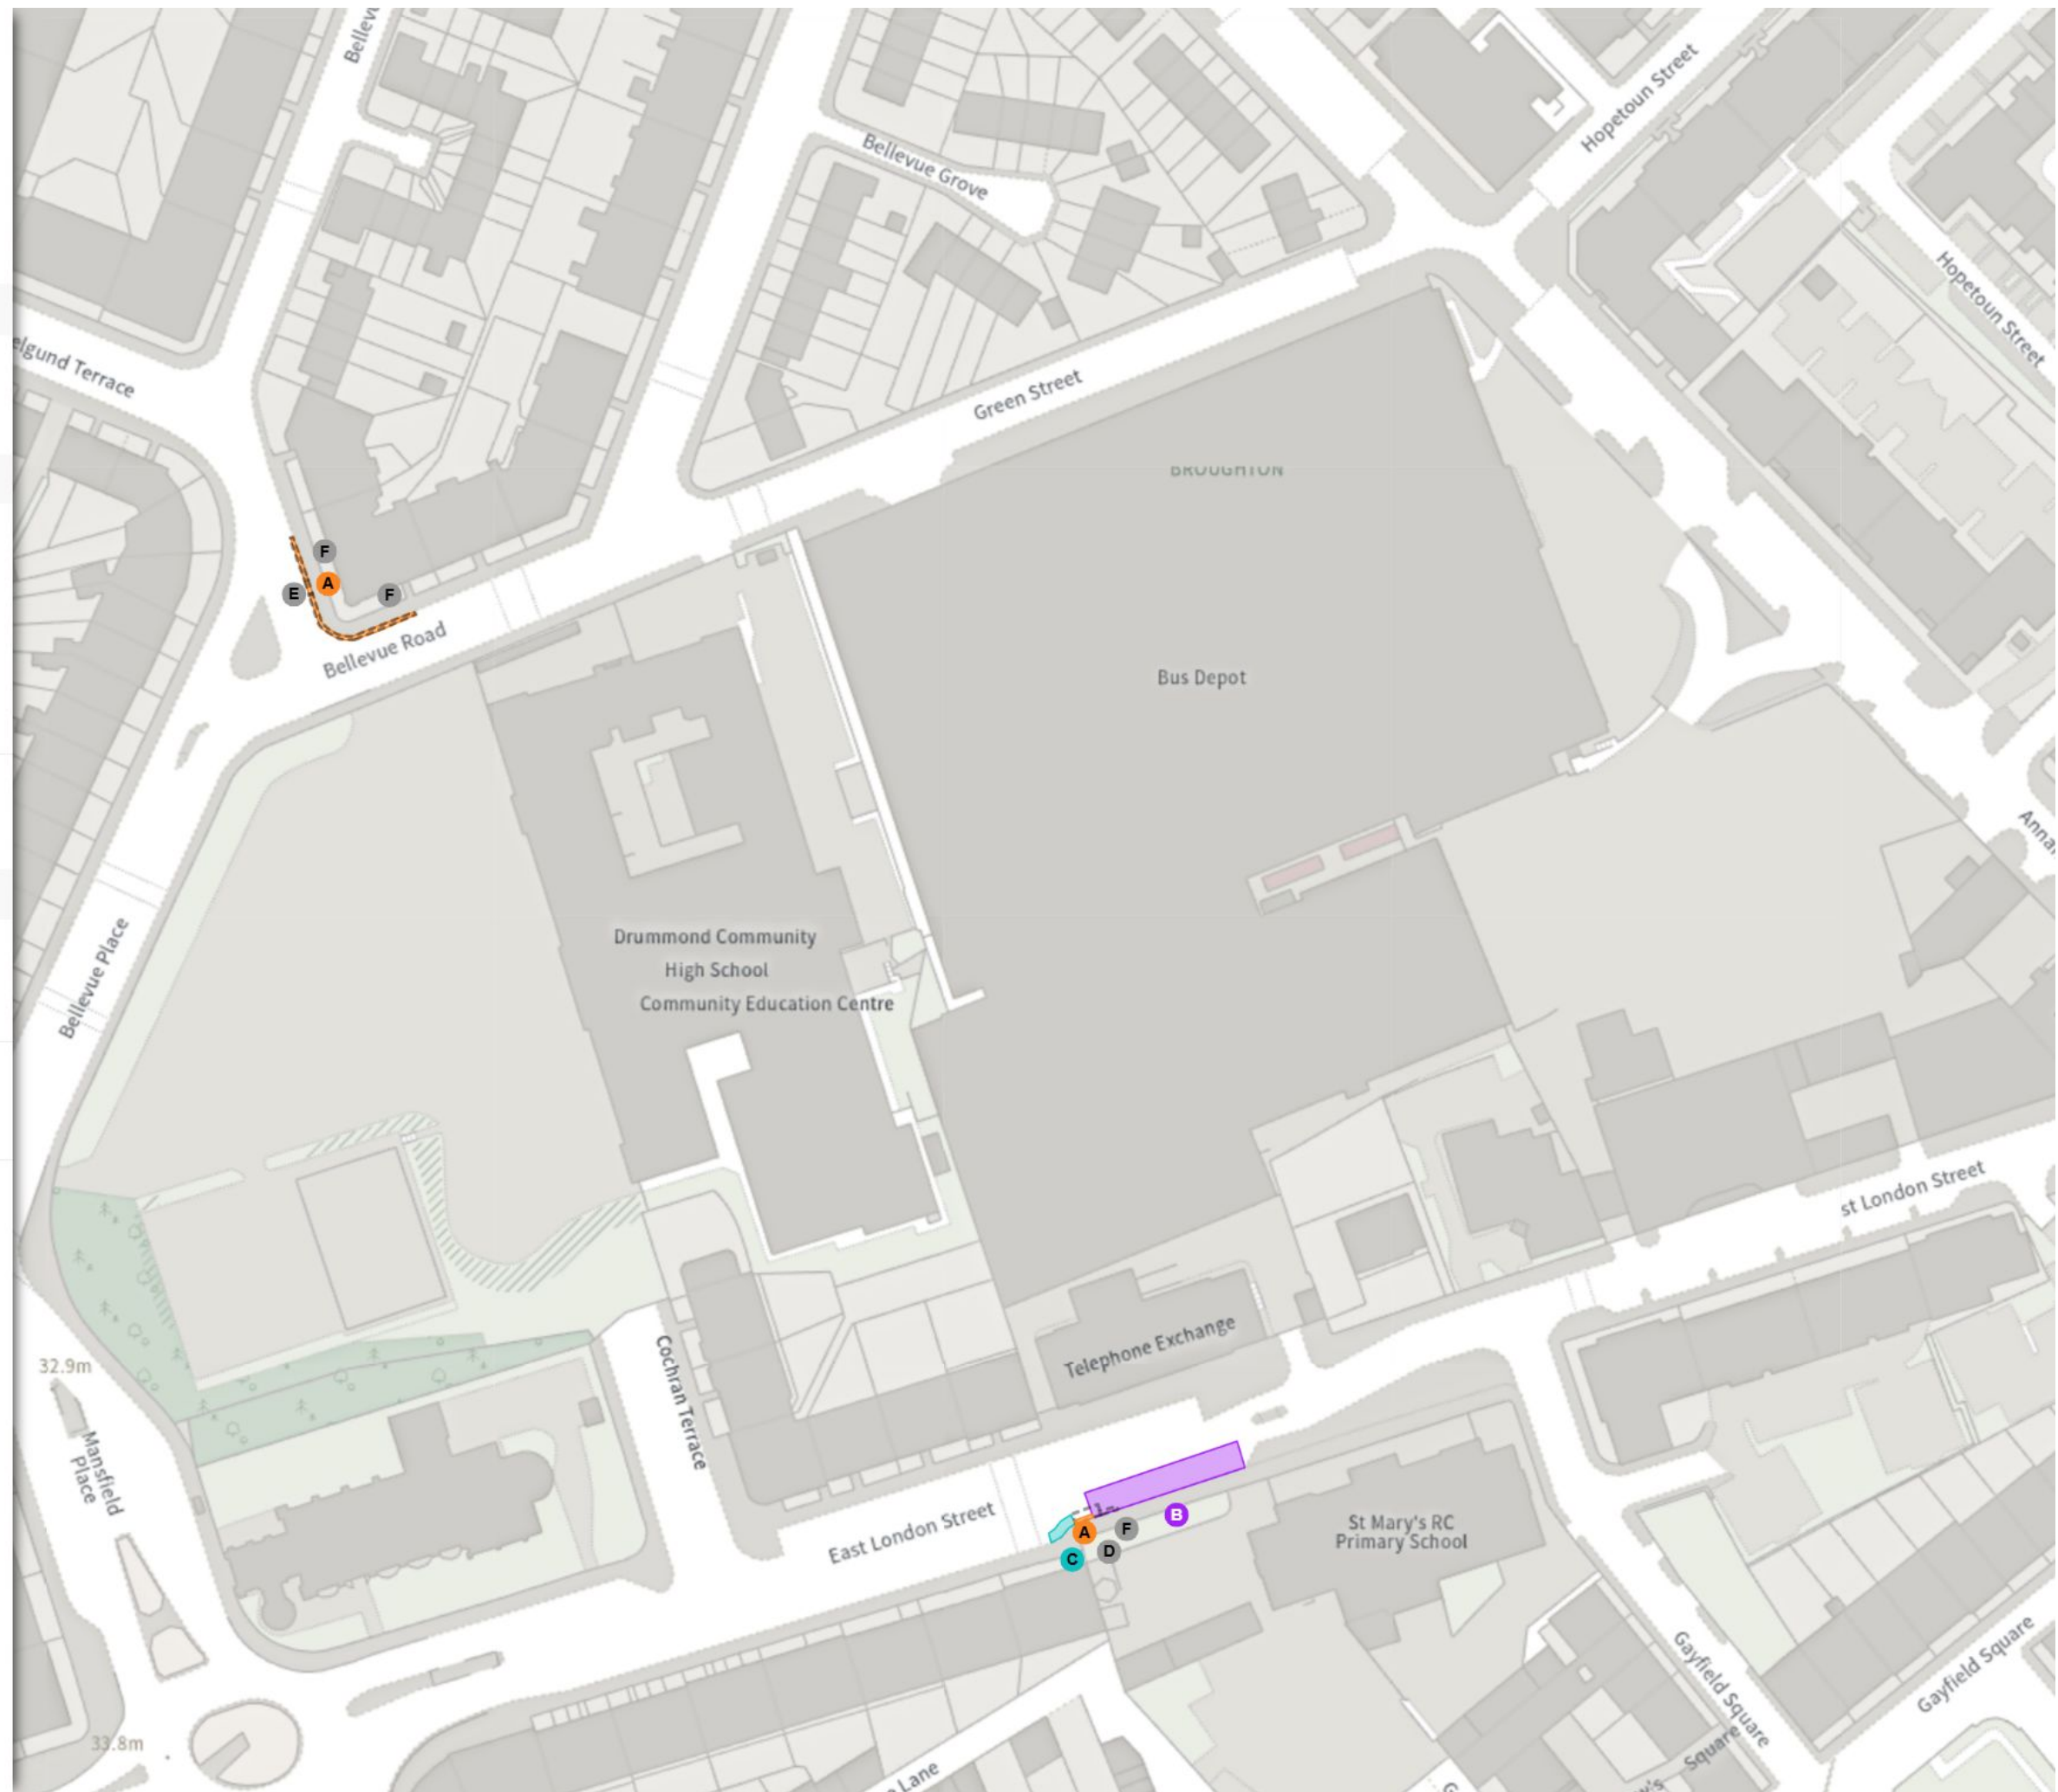 Bellev
Hopetoun Street
Bellevue Grove
Hopetoun Street
elgund Terrace
Green Street
BROUGHTON
F
A
E
F
Bellevue Road
Bus Depot
Anna
Drummond Community
High School
Community Education Centre
Bellevue Place
st London Street
Telephone Exchange
Cochran Terrace
32.9m
Mansfield
Place
East London Street
B
F
A
D
C
St Mary's RC
Primary School
Gayfield Square
Gayfield Square
33.8m
Square
w's
Lane
G